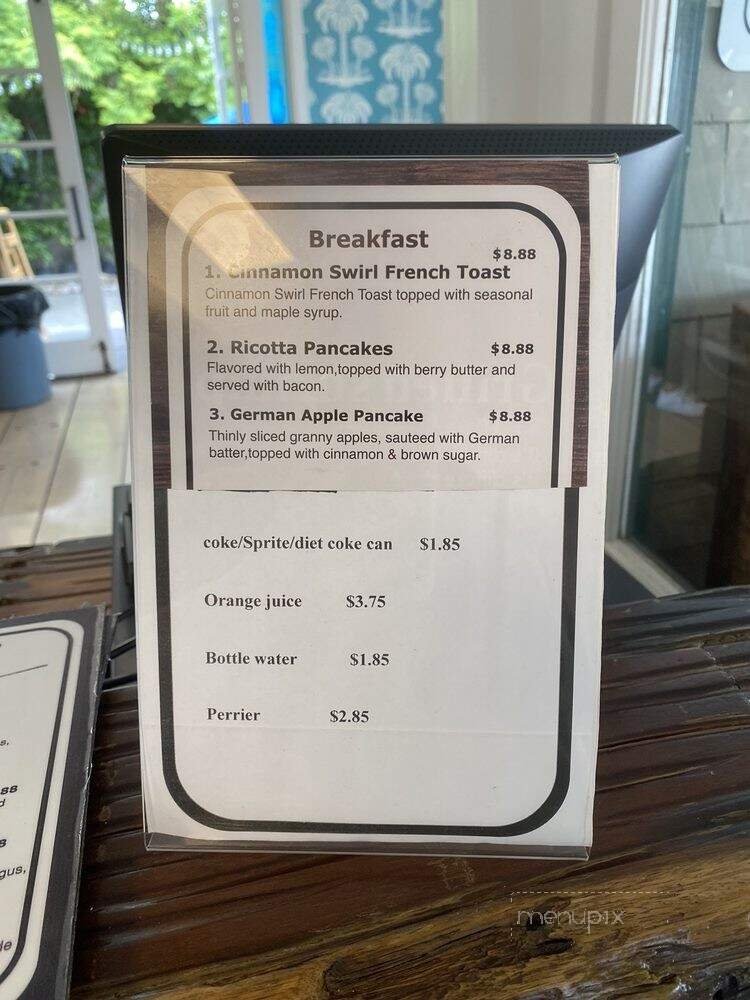 Breakfast
$8.88
1. Cinnamon Swirl French Toast
Cinnamon Swirl French Toast topped with seasonal
fruit and maple syrup.
2. Ricotta Pancakes $8.88
Flavored with lemon,topped with berry butter and
served with bacon.
3. German Apple Pancake $8.88
Thinly sliced granny apples, sauteed with German
batter,topped with cinnamon & brown sugar.
coke/Sprite/diet coke can $1.85
Orange juice $3.75
Bottle water $1.85
Perrier $2.85
menupix